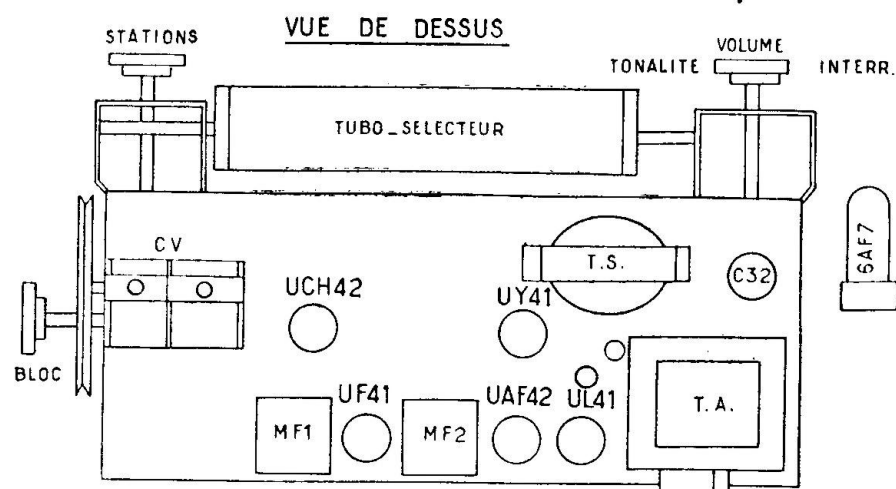 VUE DE DESSUS
STATIONS
TONALITE
VOLUME
INTERR.
TUBO_SELECTEUR
CV
T.S.
C32
6AF7
UCH42
UY41
BLOC
UF41
UAF42
UL41
MF1
MF2
T.A.